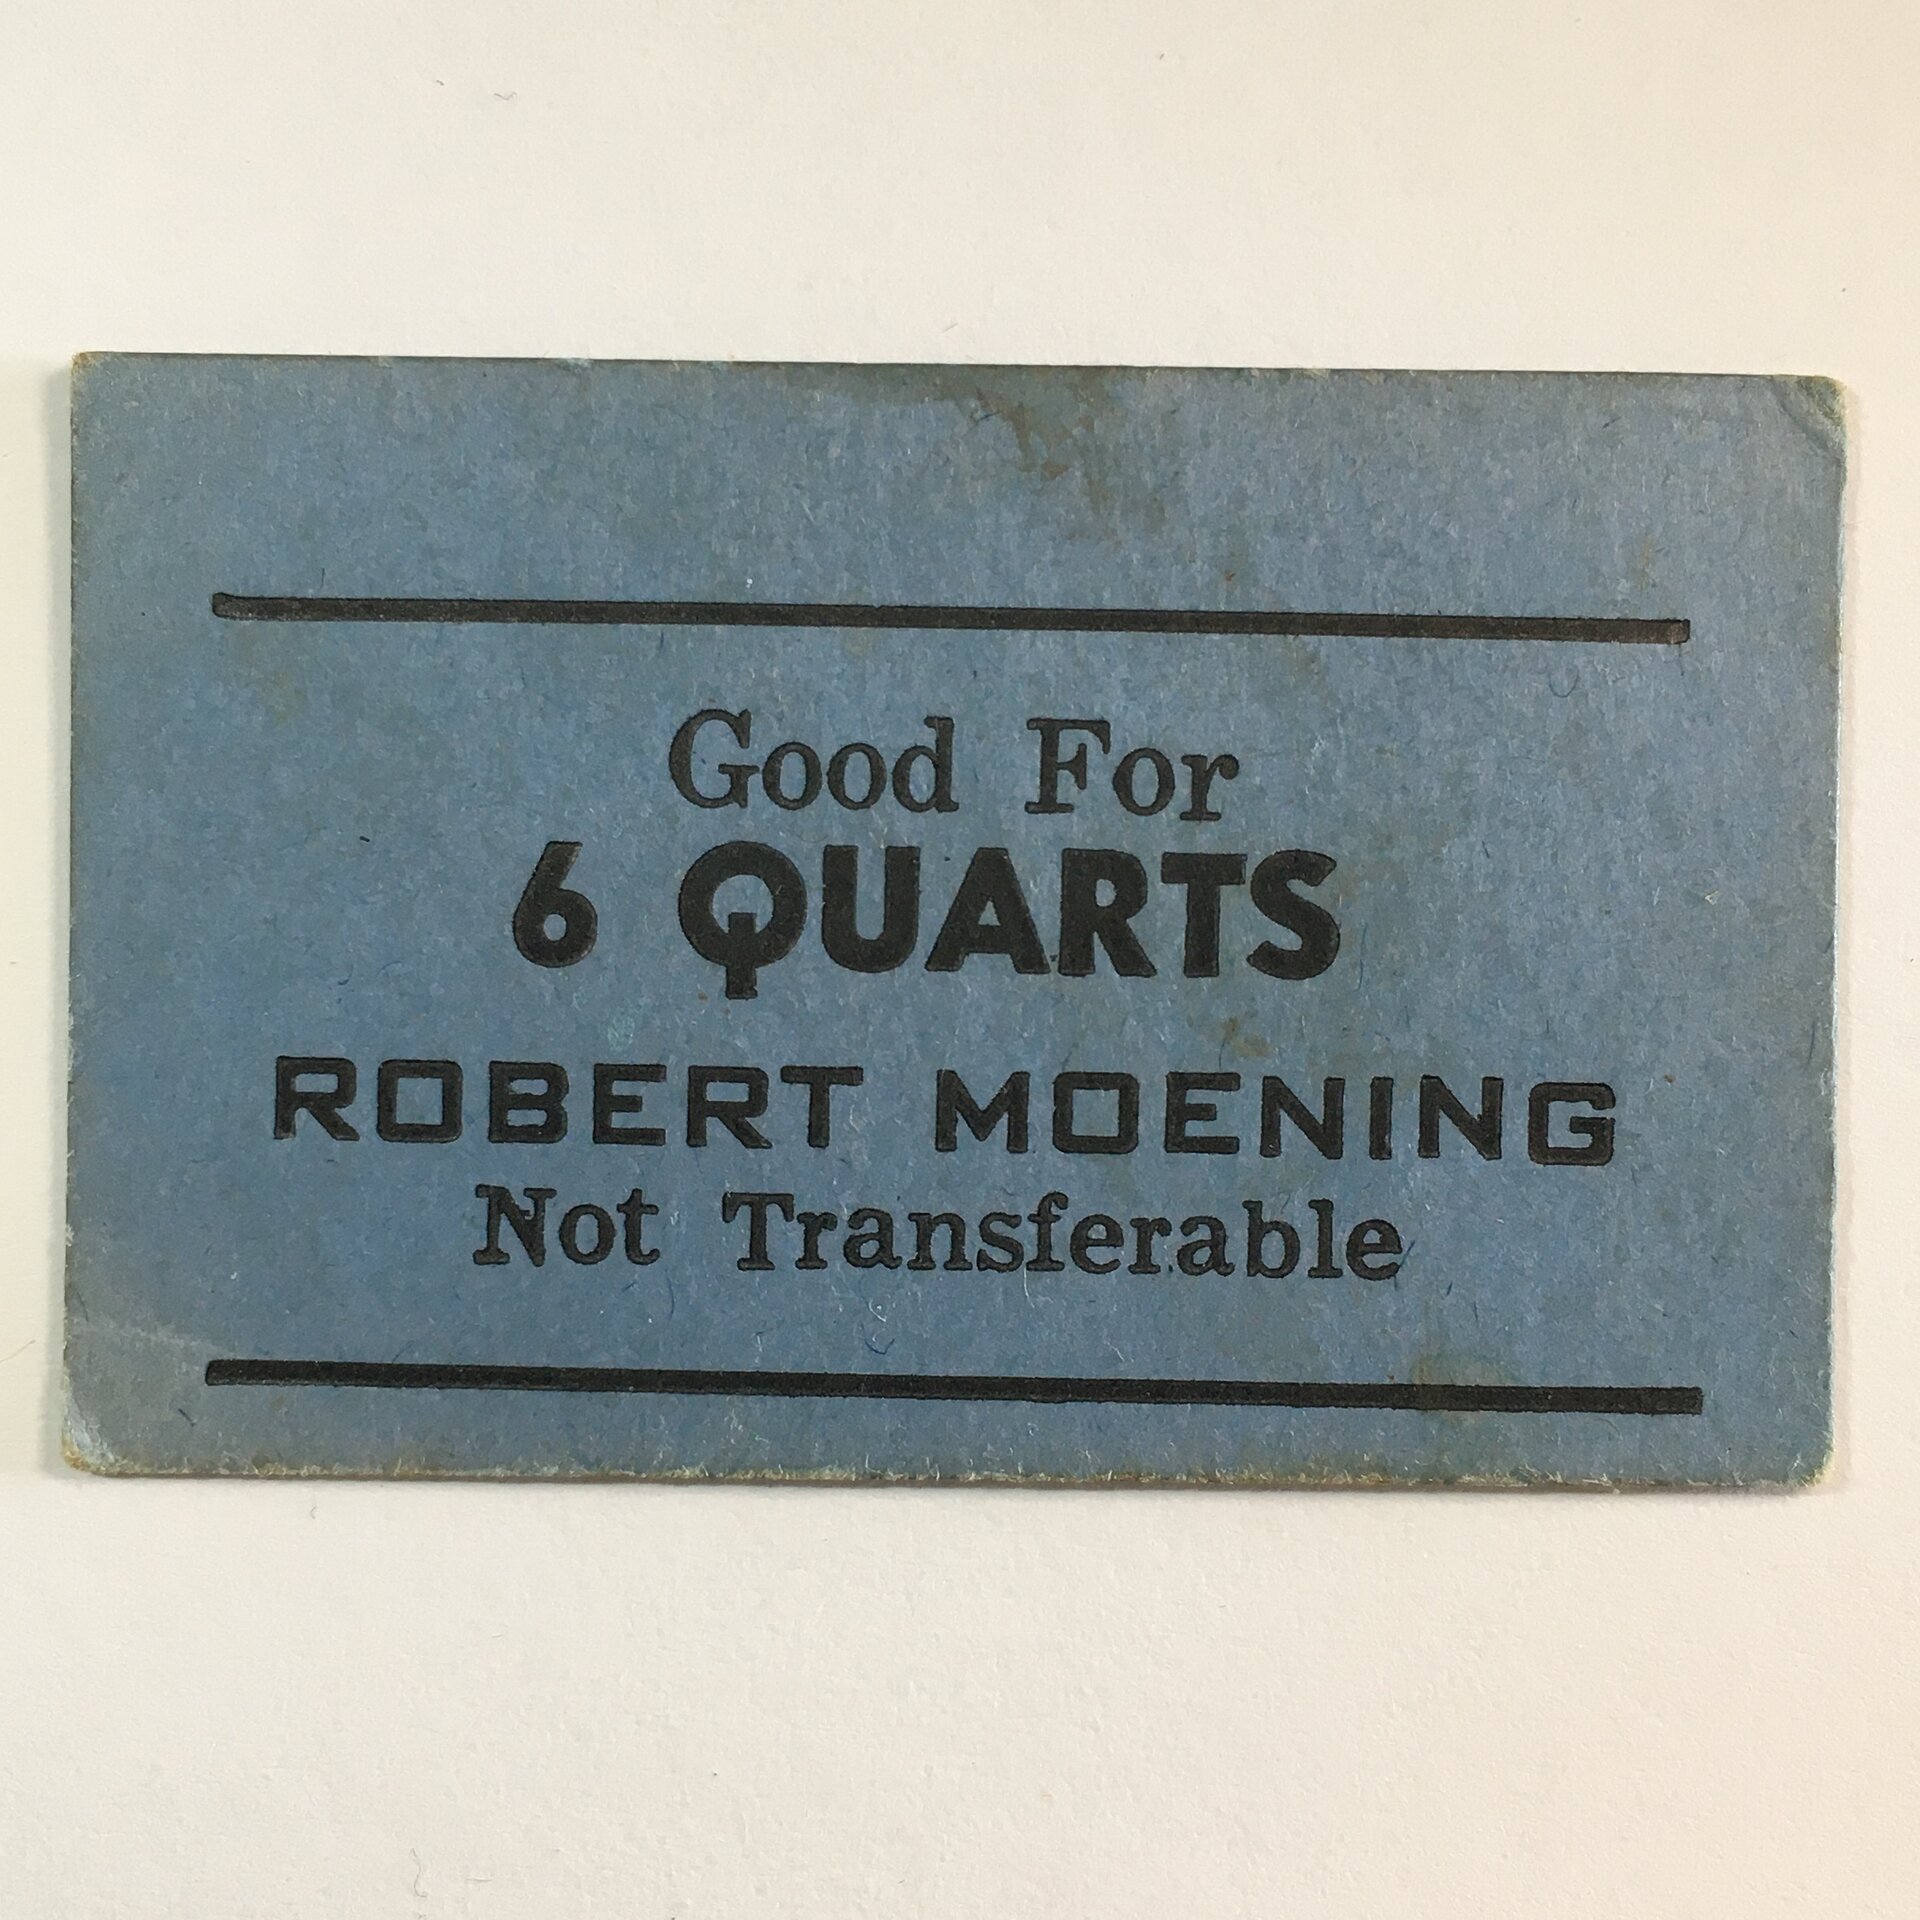 Good For
6 QUARTS
ROBERT MOENING
Not Transferable